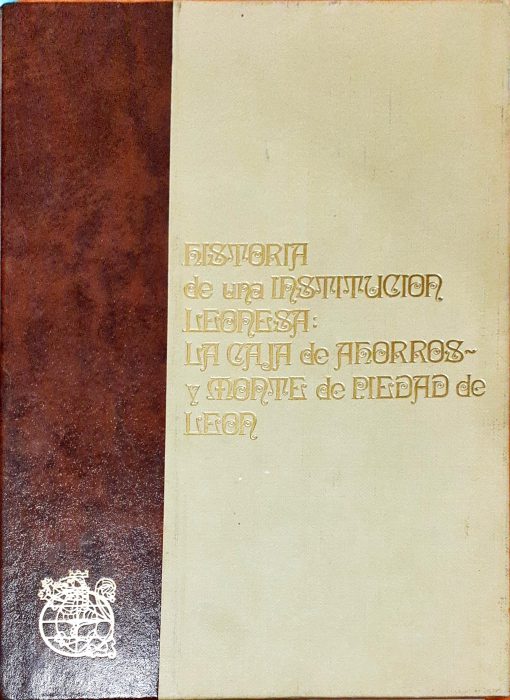 HISTORIA
de una INSTITUCION
LEONESA:
LA CAJA de AHORROS~
y MONTE de PIEDAD de
LEON